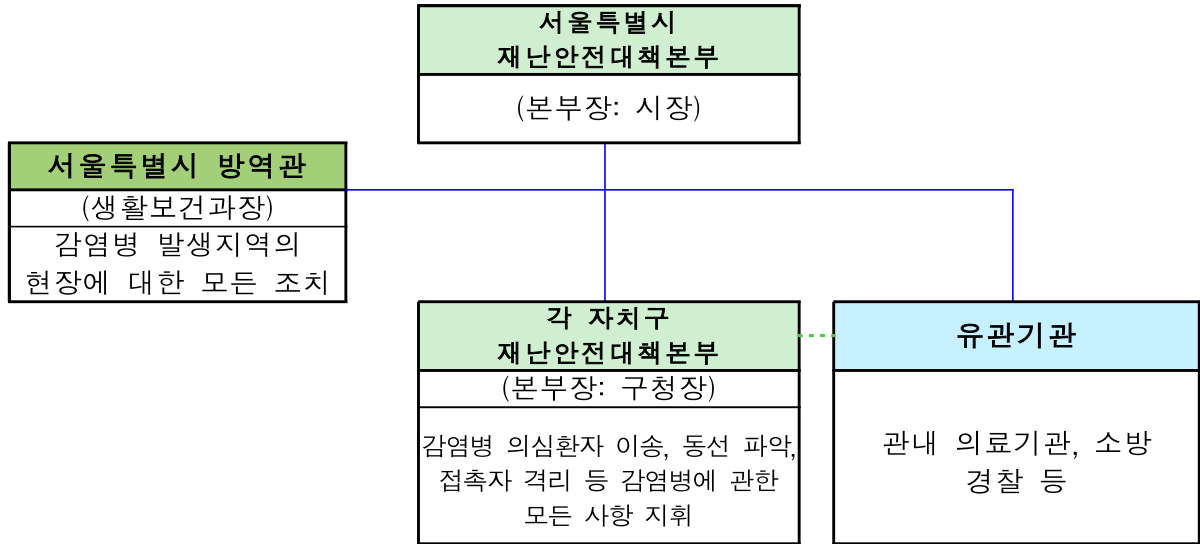 서울특별시
재난안전대책본부
(본부장: 시장)
서울특별시 방역관
(생활보건과장)
감염병 발생지역의
현장에 대한 모든 조치
각 자치구
재난안전대책본부
(본부장: 구청장)
감염병 의심환자 이송, 동선 파악,
접촉자 격리 등 감염병에 관한
모든 사항 지휘
유관기관
관내 의료기관, 소방
경찰 등